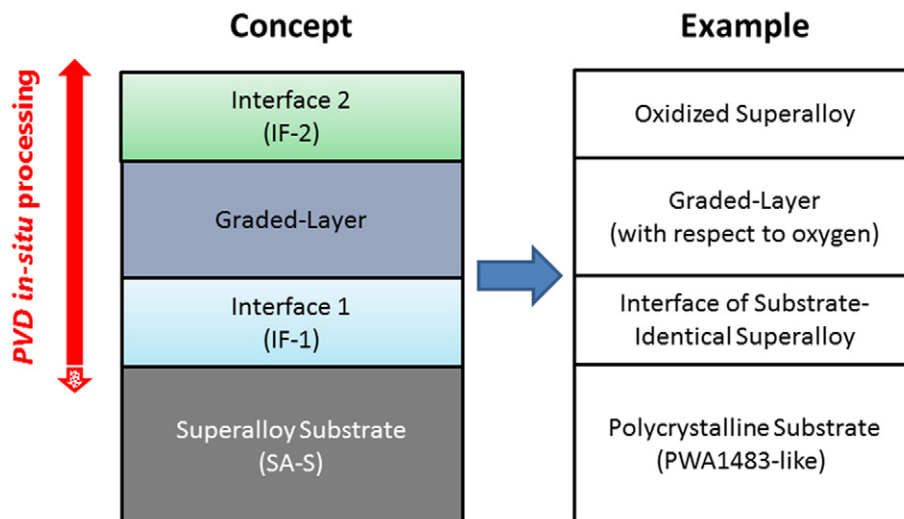 Concept
Example
PVD in-situ processing
Interface 2
(IF-2)
Graded-Layer
Interface 1
(IF-1)
Superalloy Substrate
(SA-S)
Oxidized Superalloy
Graded-Layer
(with respect to oxygen)
Interface of Substrate-
Identical Superalloy
Polycrystalline Substrate
(PWA1483-like)